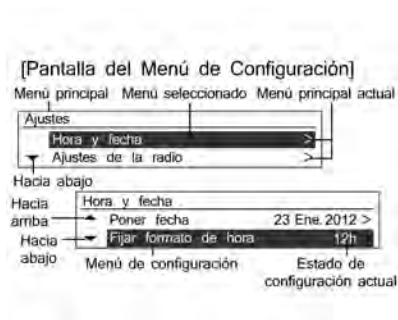 [Pantalla del Menú de Configuración]
Menú principal Menú seleccionado Menú principal actual
Ajustes
Hora y fecha >
Ajustes de la radio >
Hacia abajo
Hacia arriba
Hora y fecha
Poner fecha 23 Ene. 2012 >
Hacia abajo
Fijar formato de hora 12h
Menú de configuración
Estado de configuración actual